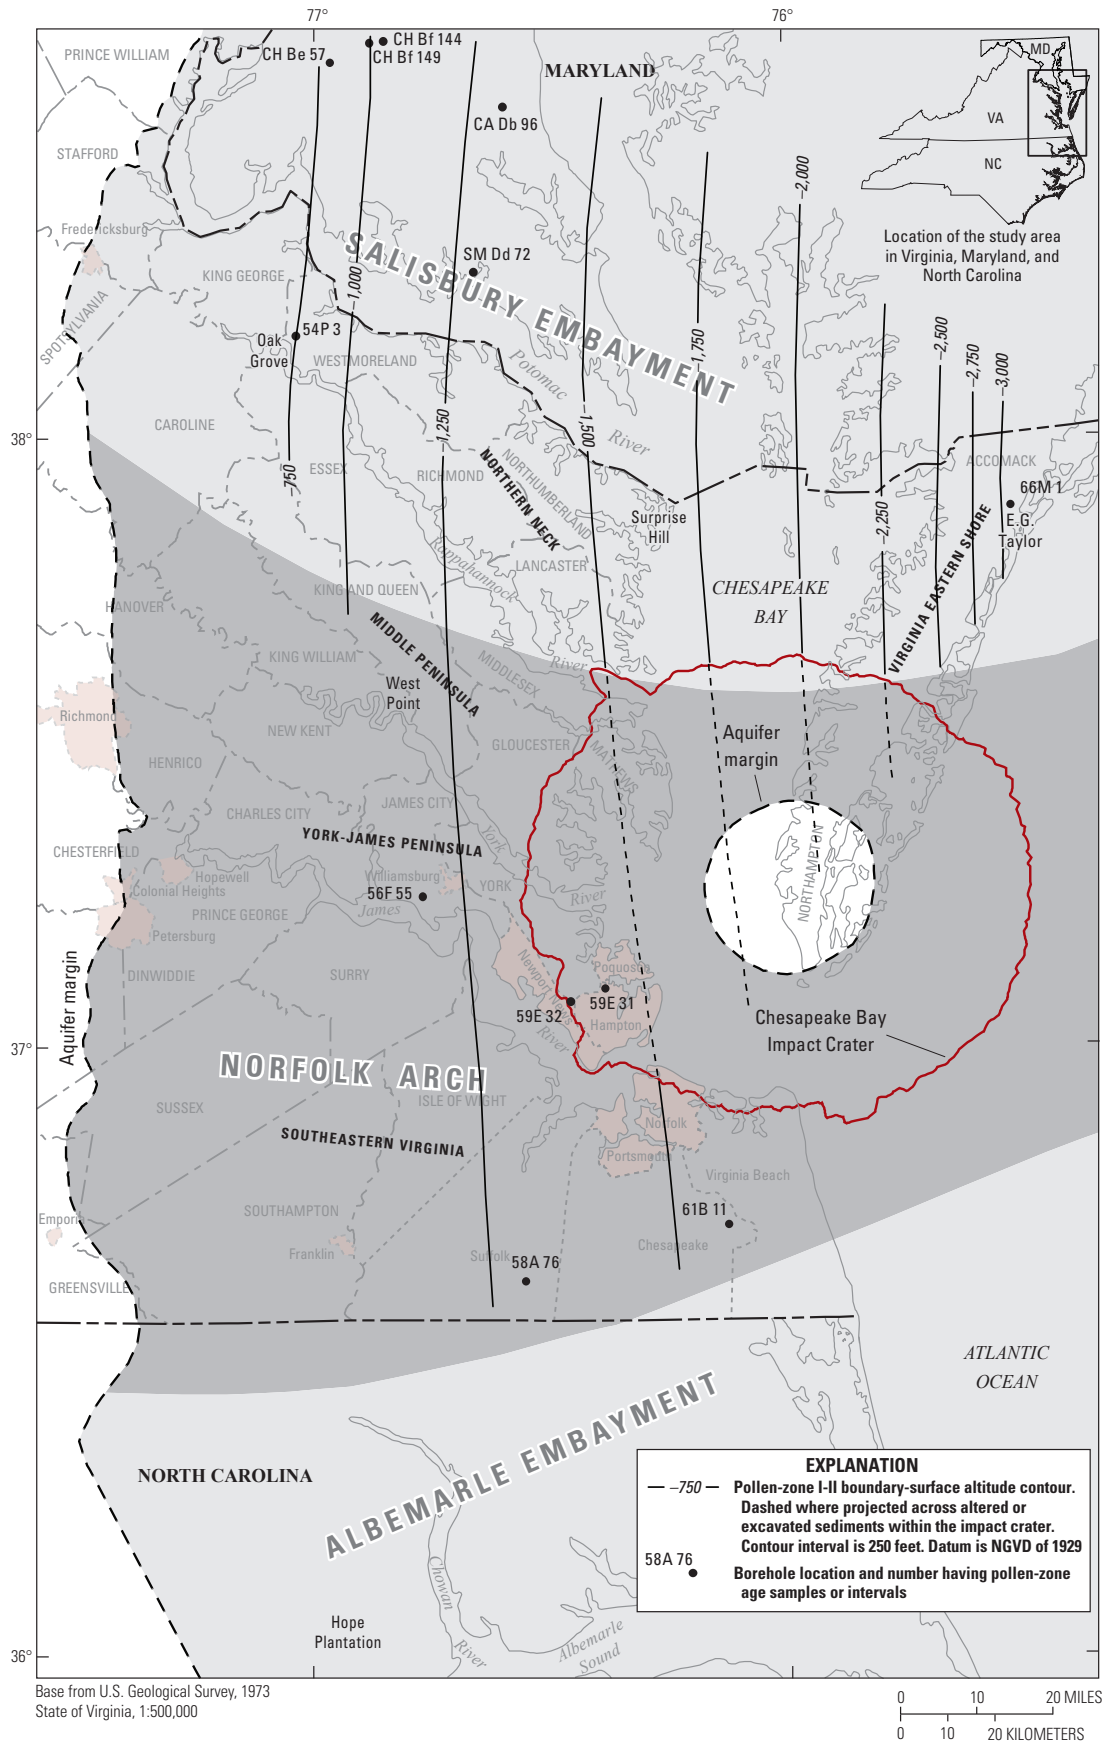 77°
76°
PRINCE WILLIAM
CH Be 57
CH Bf 144
CH Bf 149
MARYLAND
MD
VA
NC
CA Db 96
STAFFORD
–2,000
Fredericksburg
Location of the study area
in Virginia, Maryland, and
North Carolina
SALISBURY EMBAYMENT
SM Dd 72
KING GEORGE
–1,000
SPOTSYLVANIA
54P 3
Oak
Grove
WESTMORELAND
Potomac
River
–1,750
–2,500
–2,750
–3,000
CAROLINE
–1,250
–1,500
38°
–750
ESSEX
RICHMOND
NORTHERN NECK
NORTHUMBERLAND
ACCOMACK
66M 1
E.G.
Taylor
Surprise
Hill
–2,250
VIRGINIA EASTERN SHORE
Rappahannock
River
LANCASTER
CHESAPEAKE
BAY
KING AND QUEEN
HANOVER
MIDDLE PENINSULA
KING WILLIAM
MIDDLESEX
West
Point
Richmond
NEW KENT
GLOUCESTER
MATHEWS
Aquifer
margin
HENRICO
JAMES CITY
CHARLES CITY
YORK-JAMES PENINSULA
York
River
CHESTERFIELD
Hopewell
Colonial Heights
Williamsburg
YORK
NORTHAMPTON
56F 55
James
River
PRINCE GEORGE
Petersburg
DINWIDDIE
SURRY
Newport News
Poquoson
59E 31
59E 32
Hampton
Aquifer margin
Chesapeake Bay
Impact Crater
37°
NORFOLK ARCH
ISLE OF WIGHT
SUSSEX
Norfolk
SOUTHEASTERN VIRGINIA
Portsmouth
Virginia Beach
SOUTHAMPTON
61B 11
Emporia
Chesapeake
Franklin
Suffolk
58A 76
GREENSVILLE
ATLANTIC
OCEAN
ALBEMARLE EMBAYMENT
NORTH CAROLINA
EXPLANATION
–750
Pollen-zone I-II boundary-surface altitude contour.
Dashed where projected across altered or
excavated sediments within the impact crater.
Contour interval is 250 feet. Datum is NGVD of 1929
58A 76
Borehole location and number having pollen-zone
age samples or intervals
Chowan
River
Hope
Plantation
Albemarle
Sound
36°
Base from U.S. Geological Survey, 1973
State of Virginia, 1:500,000
0 10 20 MILES
0 10 20 KILOMETERS